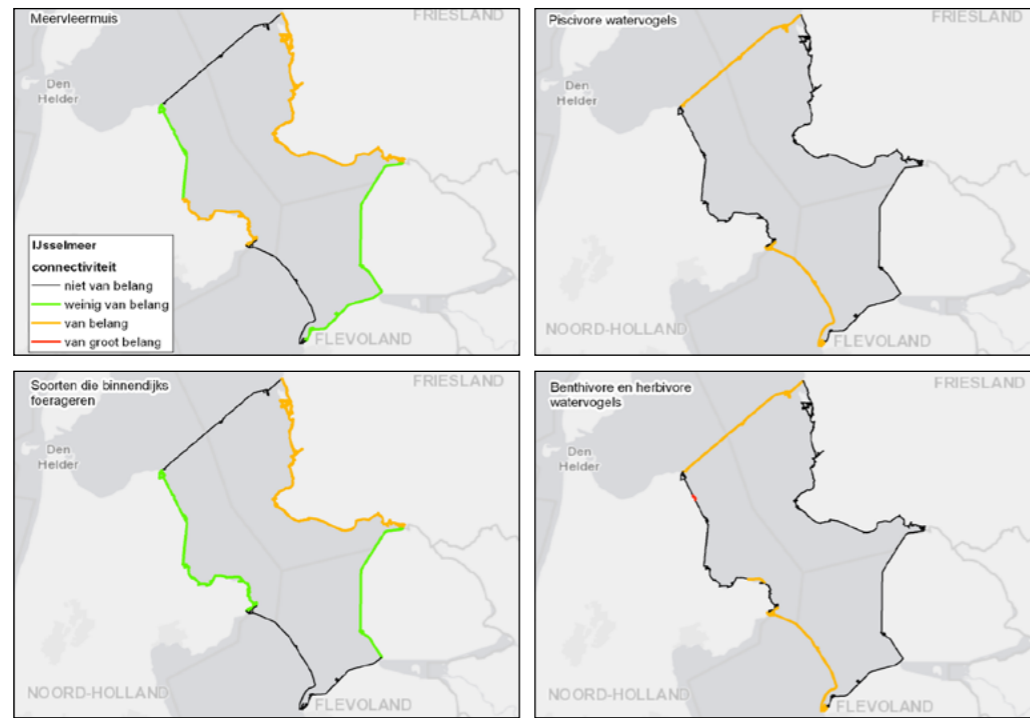 Meervleermuis
FRIESLAND
Den
Helder
IJsselmeer
connectiviteit
niet van belang
weinig van belang
van belang
van groot belang
FLEVOLAND
Piscivore watervogels
FRIESLAND
Den
Helder
NOORD-HOLLAND
FLEVOLAND
Soorten die binnendijks
foerageren
FRIESLAND
Den
Helder
NOORD-HOLLAND
FLEVOLAND
Benthivore en herbivore
watervogels
FRIESLAND
Den
Helder
NOORD-HOLLAND
FLEVOLAND